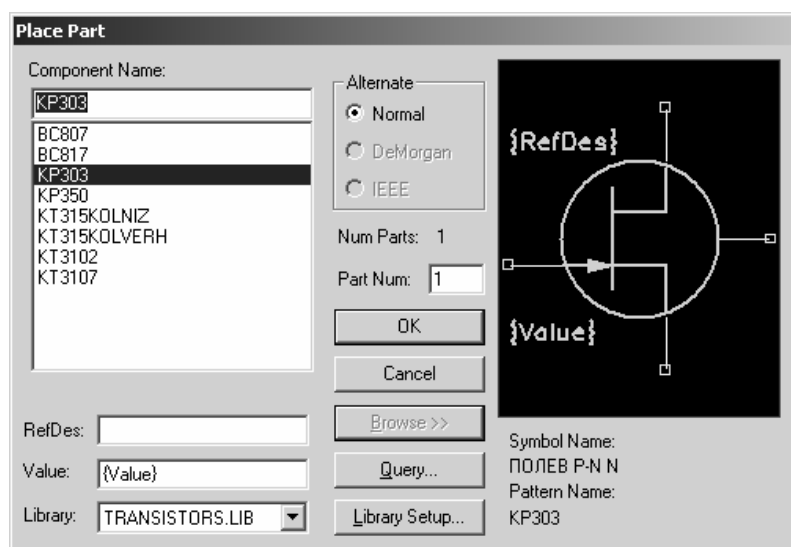 Place Part
Component Name:
KP303
BC807
BC817
KP303
KP350
KT315KOLNIZ
KT315KOLVERH
KT3102
KT3107
RefDes:
Value: {Value}
Library: TRANSISTORS.LIB
Alternate
Normal
DeMorgan
IEEE
Num Parts: 1
Part Num: 1
OK
Cancel
Browse >>
Query...
Library Setup...
{RefDes}
{Value}
Symbol Name:
ПОЛЕВ P-N N
Pattern Name:
KP303